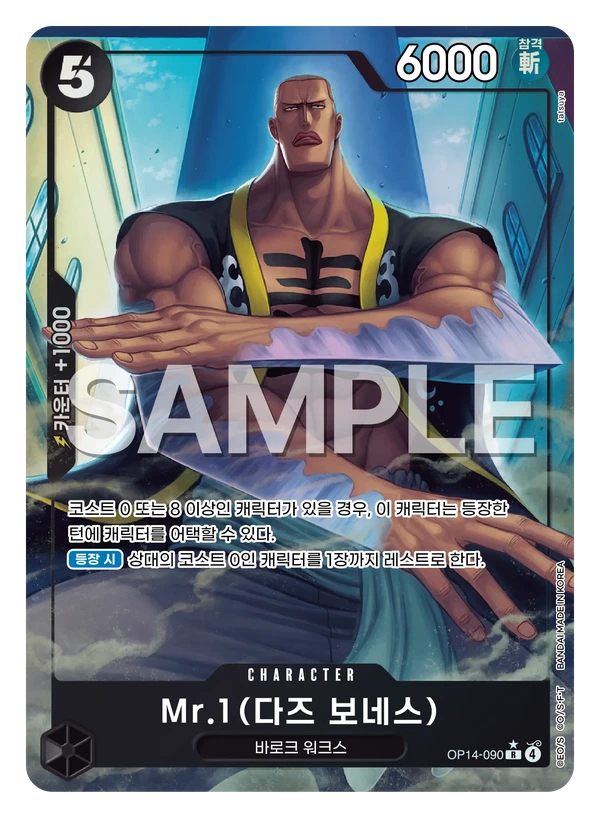 5
6000
참격
斬
tatsuya
카운터 +1000
SAMPLE
코스트 0 또는 8 이상인 캐릭터가 있을 경우, 이 캐릭터는 등장한
턴에 캐릭터를 어택할 수 있다.
등장 시 상대의 코스트 0인 캐릭터를 1장까지 레스트로 한다.
CHARACTER
Mr.1(다즈 보네스)
바로크 워크스
OP14-090 R 4
©EO/S ©O/S·F·T BANDAI MADE IN KOREA